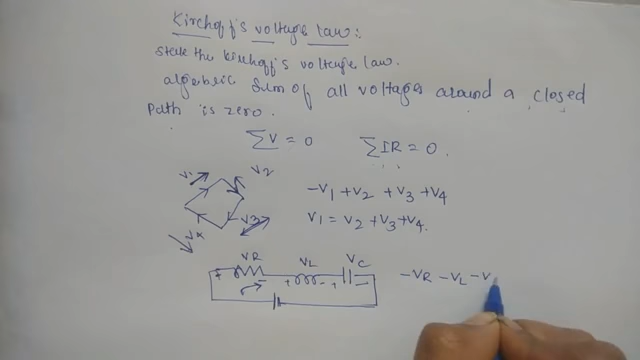 Kirchoff's voltage law:
state the kirchoff's voltage law.
algebric sum of all voltages around a closed
Path is zero.
ΣV = 0 ΣIR = 0.
V1 V2
-V1 + V2 + V3 + V4
V3
V1 = V2 + V3 + V4.
V4
VR VL VC
+ - + - + -
-VR - VL - V